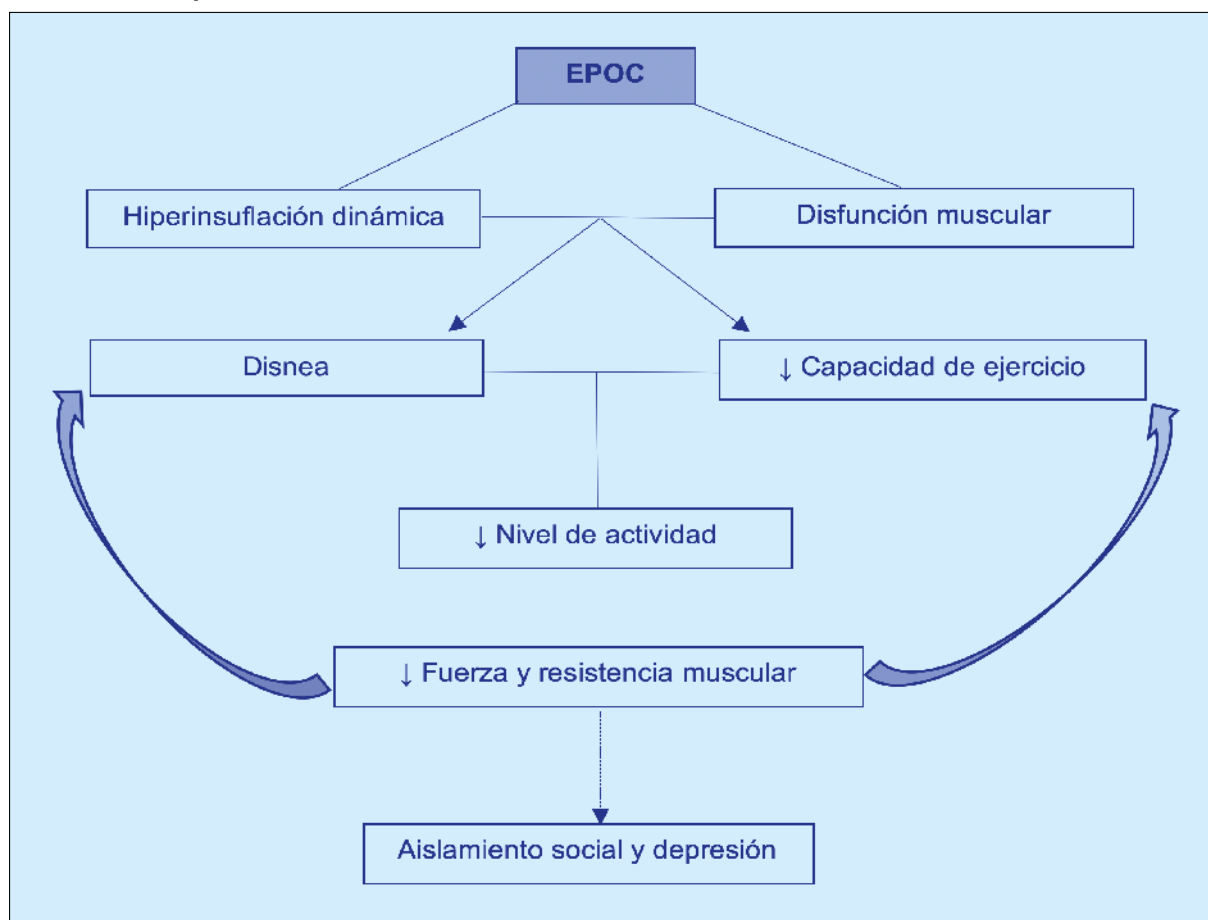 EPOC
Hiperinsuflación dinámica
Disfunción muscular
Disnea
↓ Capacidad de ejercicio
↓ Nivel de actividad
↓ Fuerza y resistencia muscular
Aislamiento social y depresión